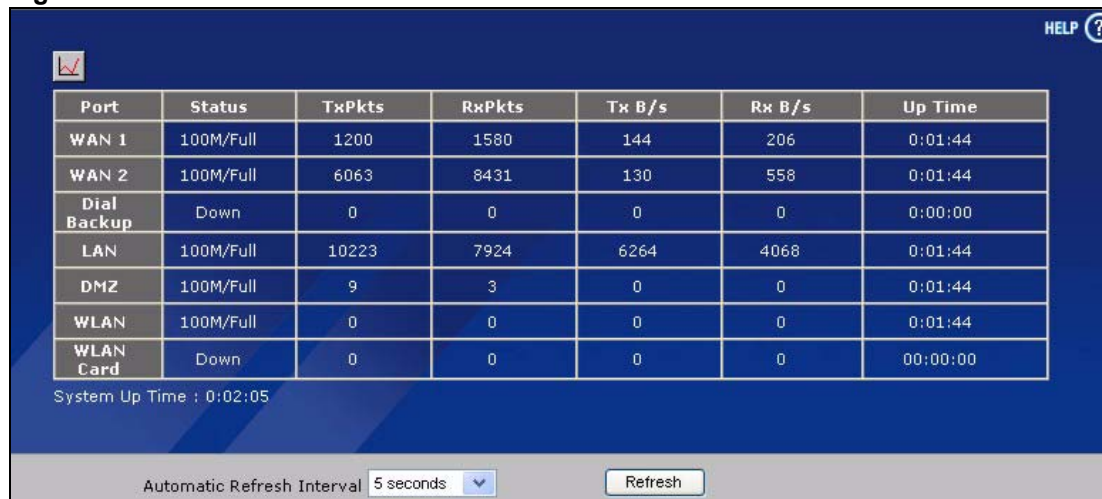 HELP ?
Port Status TxPkts RxPkts Tx B/s Rx B/s Up Time
WAN 1 100M/Full 1200 1580 144 206 0:01:44
WAN 2 100M/Full 6063 8431 130 558 0:01:44
Dial Backup Down 0 0 0 0 0:00:00
LAN 100M/Full 10223 7924 6264 4068 0:01:44
DMZ 100M/Full 9 3 0 0 0:01:44
WLAN 100M/Full 0 0 0 0 0:01:44
WLAN Card Down 0 0 0 0 00:00:00
System Up Time : 0:02:05
Automatic Refresh Interval 5 seconds Refresh